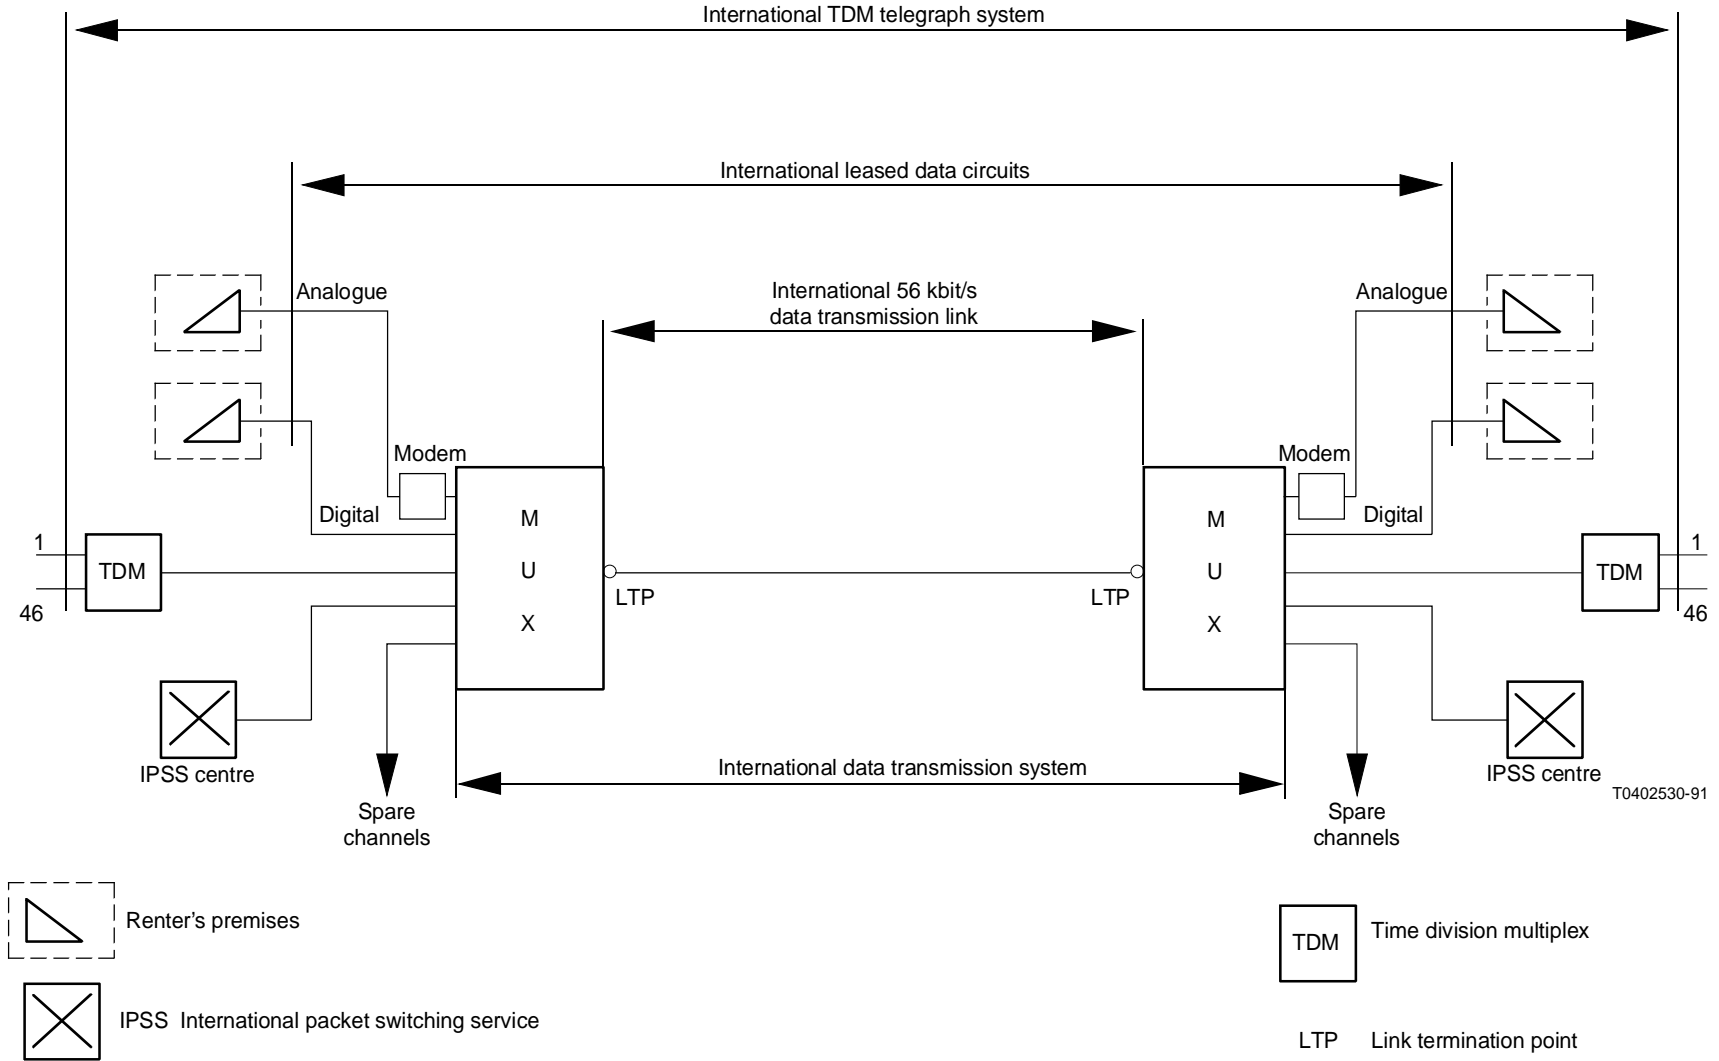 International TDM telegraph system
International leased data circuits
Analogue
International 56 kbit/s
data transmission link
Analogue
Modem
Modem
Digital
Digital
M
U
X
M
U
X
1
46
TDM
LTP
LTP
TDM
1
46
IPSS centre
International data transmission system
IPSS centre
T0402530-91
Spare
channels
Spare
channels
Renter's premises
TDM
Time division multiplex
IPSS International packet switching service
LTP Link termination point